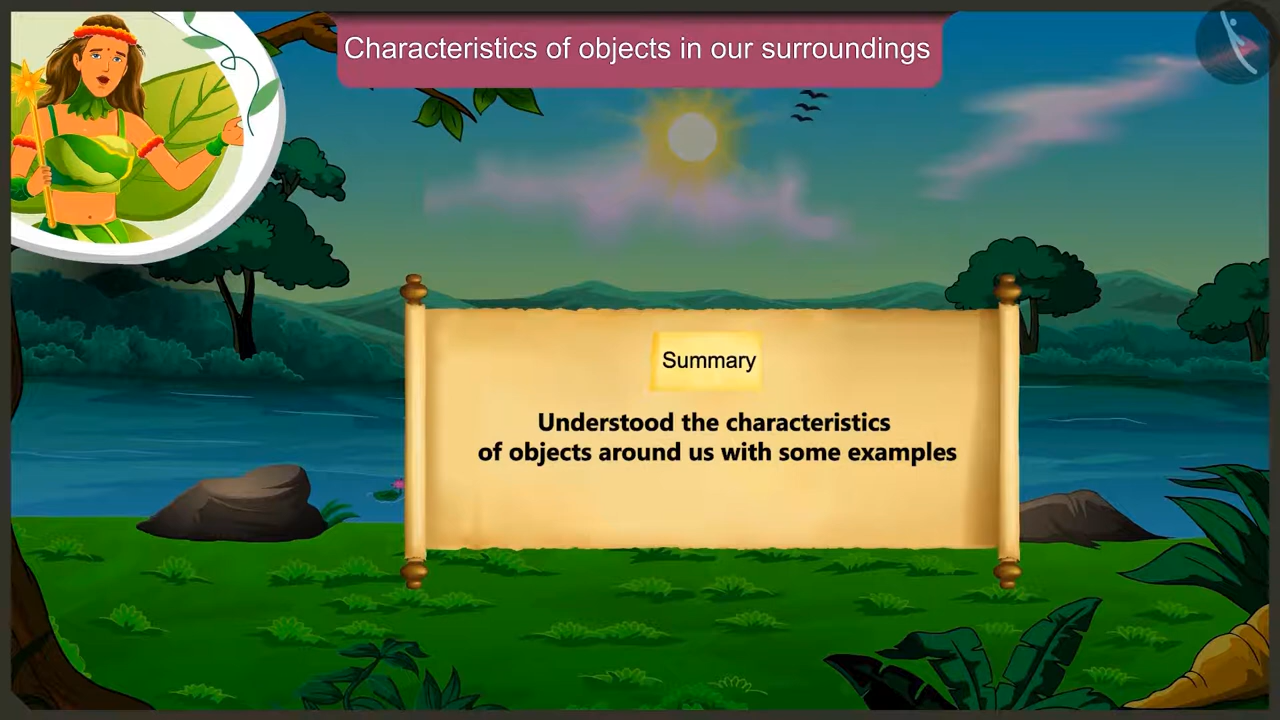 Characteristics of objects in our surroundings
Summary
Understood the characteristics
of objects around us with some examples